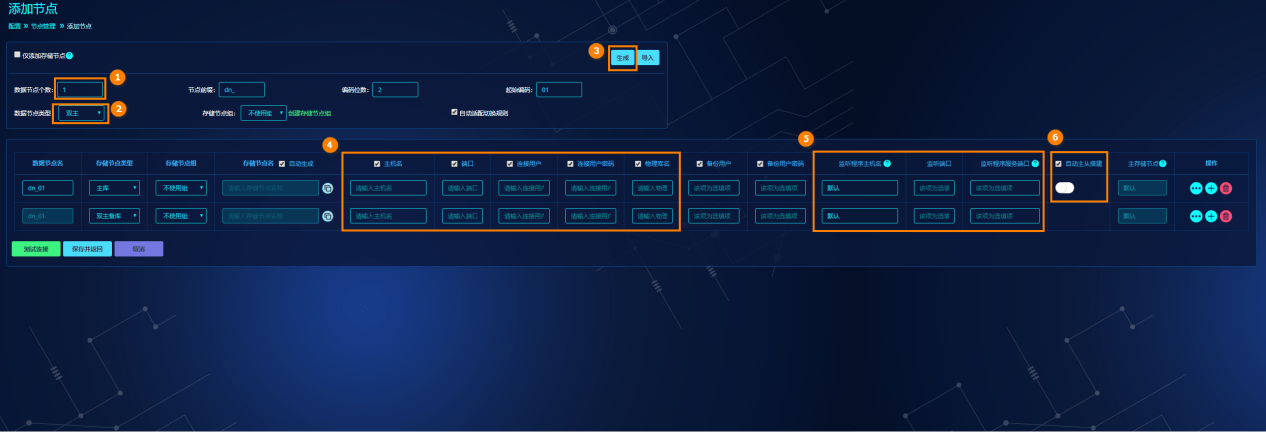 添加节点
配置 » 节点管理 » 添加节点
仅添加存储节点 ?
3
生成 导入
1
数据节点个数: 1 节点前缀: dn_ 编码位数: 2 起始编码: 01
2
数据节点类型: 双主 存储节点组: 不使用组 创建存储节点组 自动适配切换规则
4 5 6
数据节点名 存储节点类型 存储节点组 存储节点名 自动生成 主机名 端口 连接用户 连接用户密码 物理库名 备份用户 备份用户密码 监听程序主机名 ? 监听端口 监听程序服务端口 ? 自动主从搭建 主存储节点 ? 操作
dn_01 主库 不使用组 请输入存储节点名称 请输入主机名 请输入端口 请输入连接用户 请输入连接用户 请输入物理 该项为选填项 该项为选填项 默认 该项为选填 该项为选填项 默认
dn_01 双主备库 不使用组 请输入存储节点名称 请输入主机名 请输入端口 请输入连接用户 请输入连接用户 请输入物理 该项为选填项 该项为选填项 默认 该项为选填 该项为选填项 默认
测试连接 保存并返回 取消